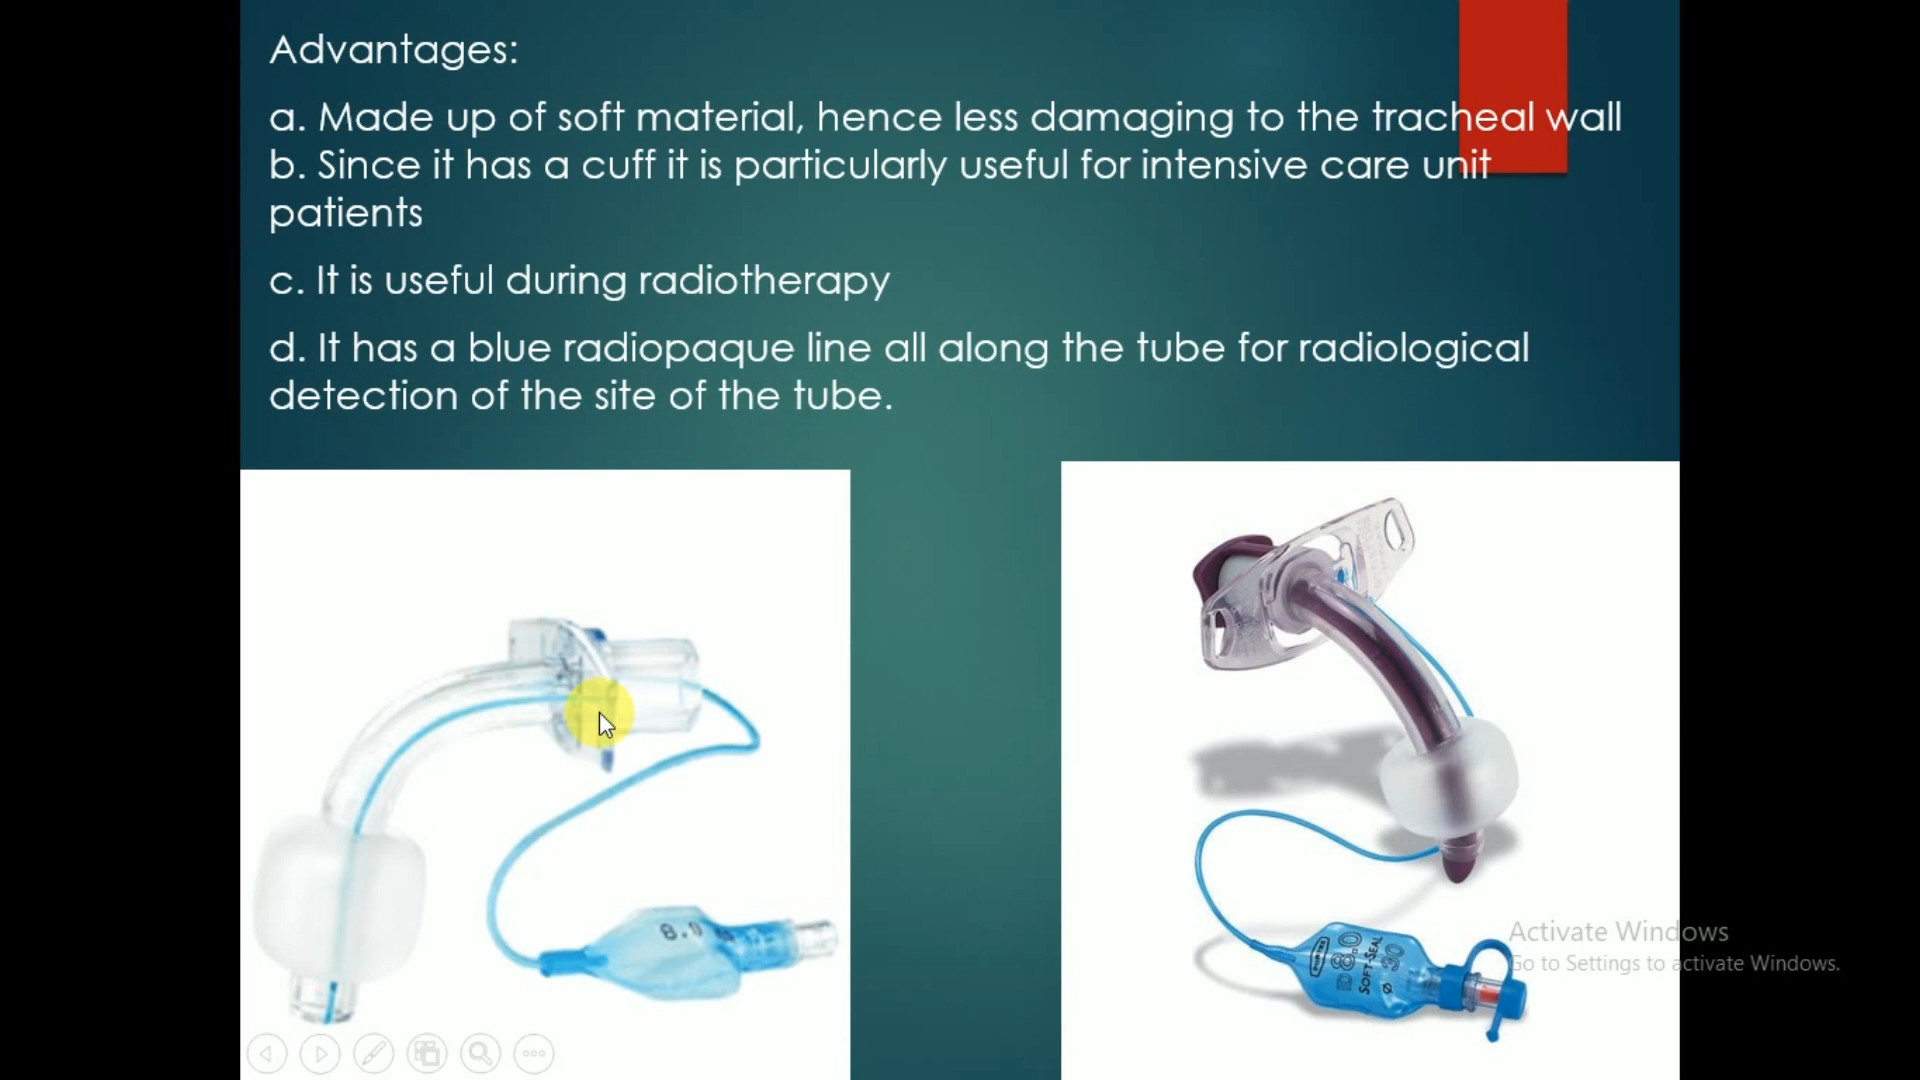 Advantages:
a. Made up of soft material, hence less damaging to the tracheal wall
b. Since it has a cuff it is particularly useful for intensive care unit
patients
c. It is useful during radiotherapy
d. It has a blue radiopaque line all along the tube for radiological
detection of the site of the tube.
8.0
ID 8.0
SOFT-SEAL
Ø 30
Activate Windows
Go to Settings to activate Windows.